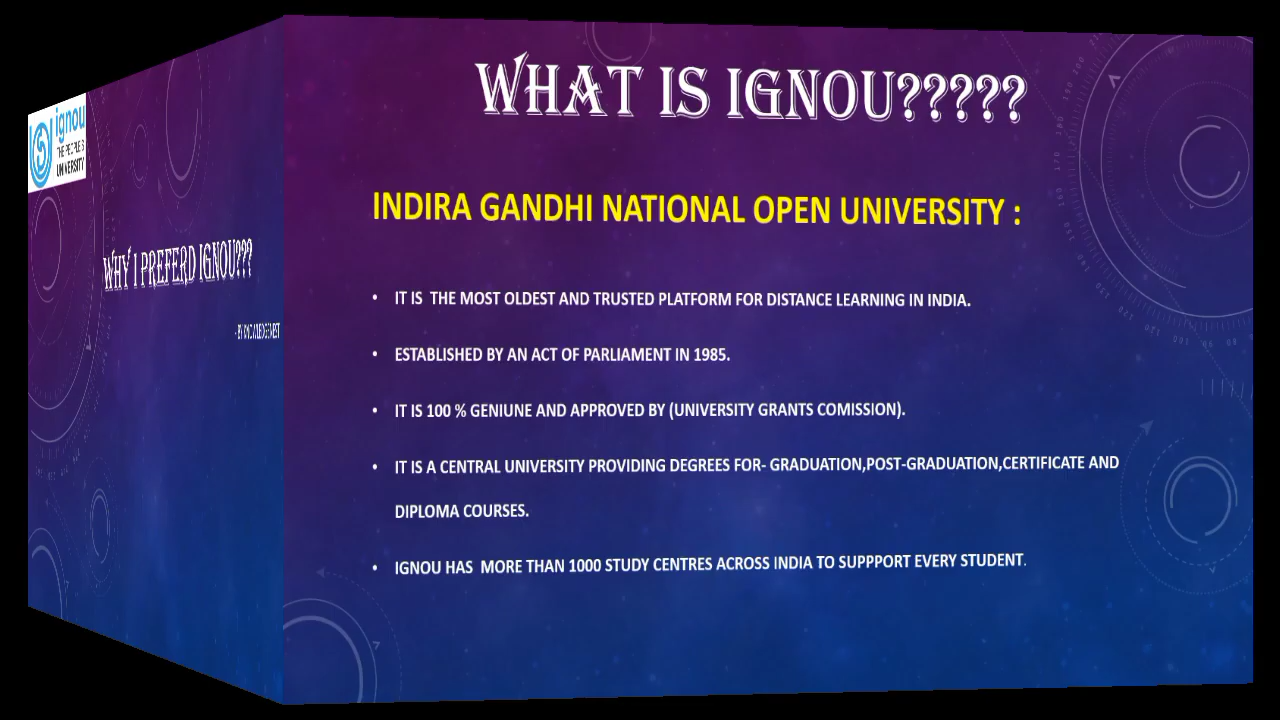 ignou
THE PEOPLE'S
UNIVERSITY
WHY I PREFERD IGNOU???
WHAT IS IGNOU?????
INDIRA GANDHI NATIONAL OPEN UNIVERSITY :
• IT IS THE MOST OLDEST AND TRUSTED PLATFORM FOR DISTANCE LEARNING IN INDIA.
• ESTABLISHED BY AN ACT OF PARLIAMENT IN 1985.
• IT IS 100 % GENIUNE AND APPROVED BY (UNIVERSITY GRANTS COMISSION).
• IT IS A CENTRAL UNIVERSITY PROVIDING DEGREES FOR- GRADUATION,POST-GRADUATION,CERTIFICATE AND
DIPLOMA COURSES.
• IGNOU HAS MORE THAN 1000 STUDY CENTRES ACROSS INDIA TO SUPPPORT EVERY STUDENT.